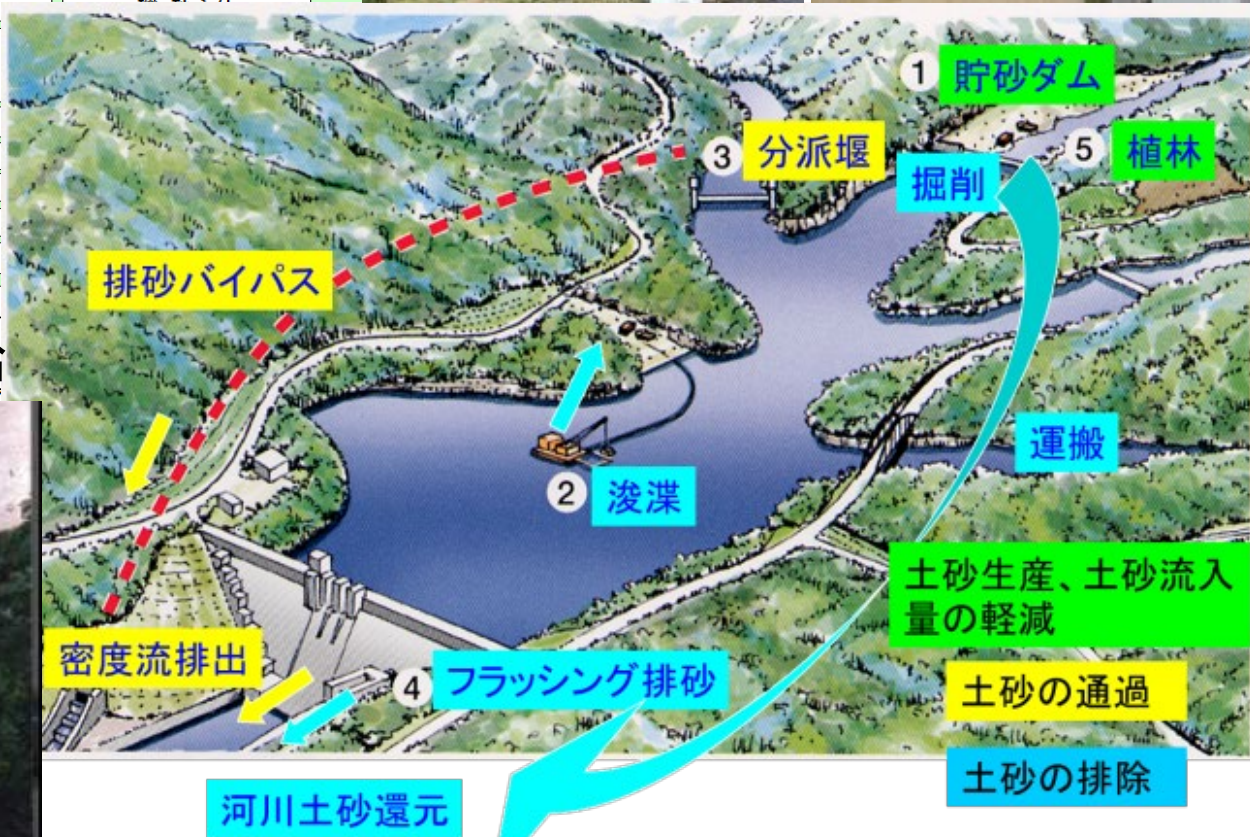 ① 貯砂ダム
③ 分派堰
⑤ 植林
掘削
排砂バイパス
運搬
② 浚渫
土砂生産、土砂流入
量の軽減
密度流排出
④ フラッシング排砂
土砂の通過
土砂の排除
河川土砂還元